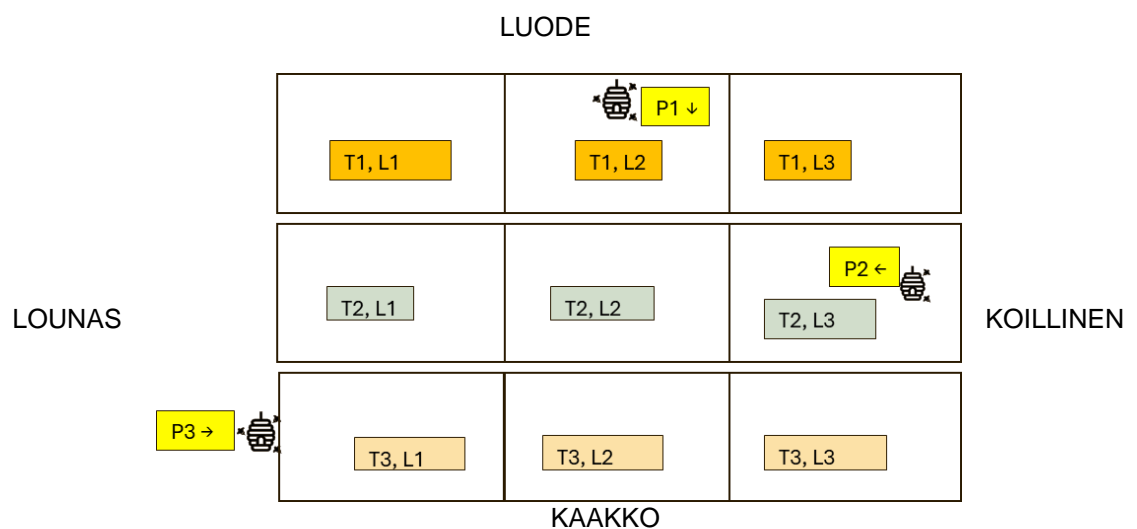 LUODE
P1 ↓
T1, L1
T1, L2
T1, L3
P2 ←
T2, L1
T2, L2
T2, L3
LOUNAS
KOILLINEN
P3 →
T3, L1
T3, L2
T3, L3
KAAKKO